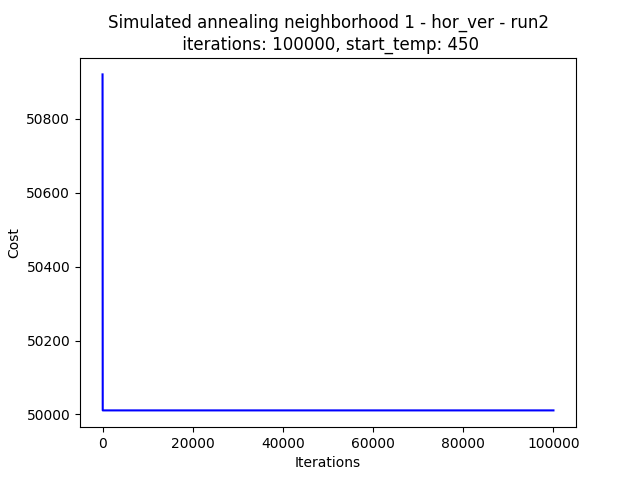 Simulated annealing neighborhood 1 - hor_ver - run2
iterations: 100000, start_temp: 450
50800
50600
50400
50200
50000
Cost
0 20000 40000 60000 80000 100000
Iterations